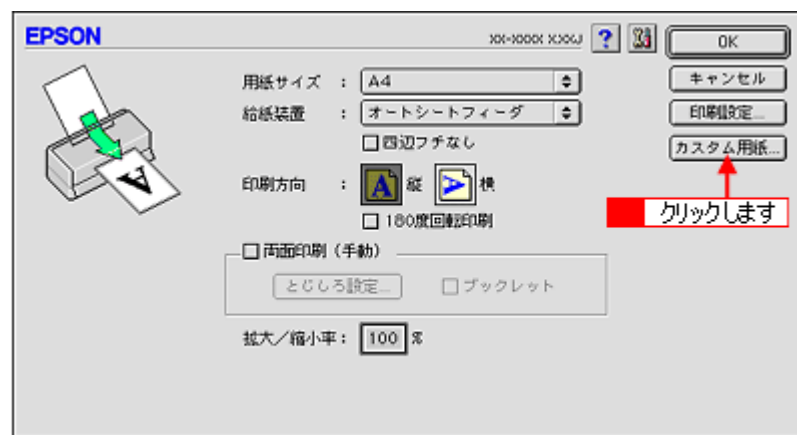 EPSON
XX-XXXX X.XXJ ? OK
用紙サイズ : A4 キャンセル
給紙装置 : オートシートフィーダ 印刷設定...
四辺フチなし カスタム用紙...
印刷方向 : 縦 横
クリックします
180度回転印刷
両面印刷（手動）
とじしろ設定... ブックレット
拡大／縮小率： 100 %